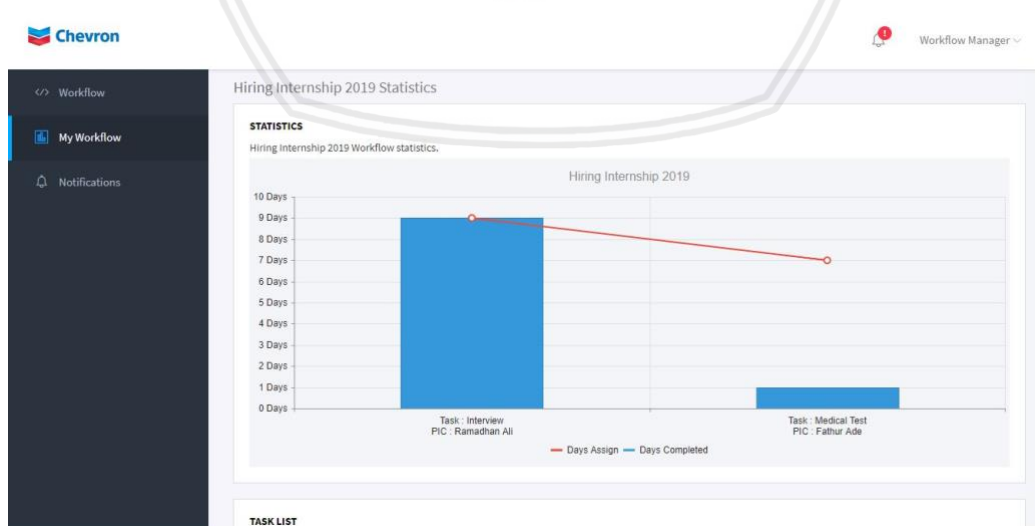 Chevron
!
Workflow Manager
</> Workflow
My Workflow
Notifications
Hiring Internship 2019 Statistics
STATISTICS
Hiring Internship 2019 Workflow statistics.
Hiring Internship 2019
10 Days
9 Days
8 Days
7 Days
6 Days
5 Days
4 Days
3 Days
2 Days
1 Days
0 Days
Task : Interview
PIC : Ramadhan Ali
Task : Medical Test
PIC : Fathur Ade
Days Assign
Days Completed
TASK LIST